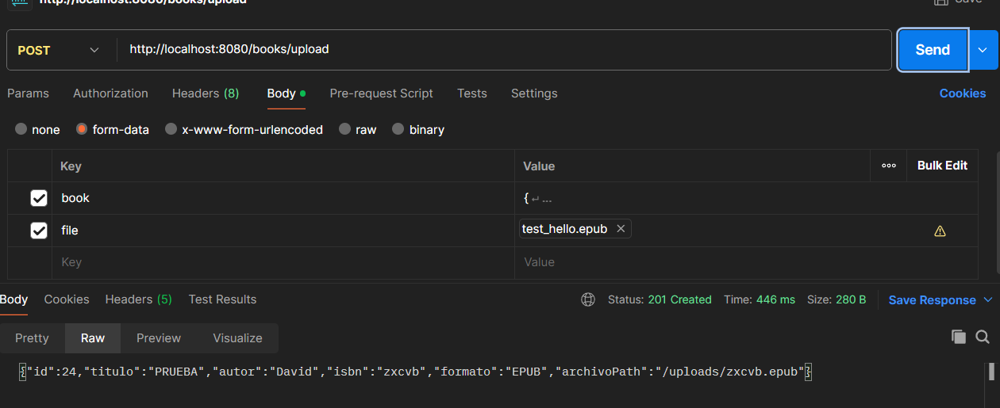 http://localhost:8080/books/upload Save
POST http://localhost:8080/books/upload Send
Params Authorization Headers (8) Body Pre-request Script Tests Settings Cookies
none form-data x-www-form-urlencoded raw binary
Key Value Bulk Edit
book { ↵ ...
file test_hello.epub
Key Value
Body Cookies Headers (5) Test Results Status: 201 Created Time: 446 ms Size: 280 B Save Response
Pretty Raw Preview Visualize
{"id":24,"titulo":"PRUEBA","autor":"David","isbn":"zxcvb","formato":"EPUB","archivoPath":"/uploads/zxcvb.epub"}